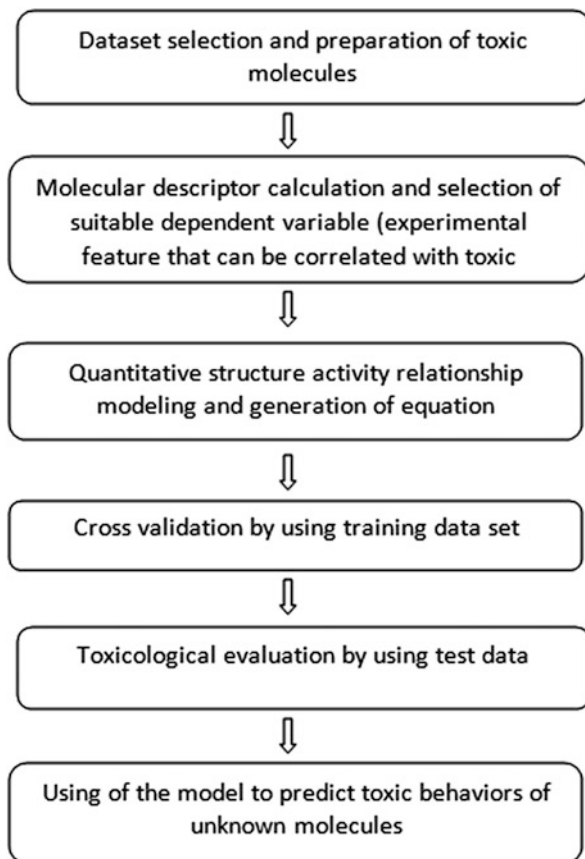 Dataset selection and preparation of toxic
molecules
Molecular descriptor calculation and selection of
suitable dependent variable (experimental
feature that can be correlated with toxic
Quantitative structure activity relationship
modeling and generation of equation
Cross validation by using training data set
Toxicological evaluation by using test data
Using of the model to predict toxic behaviors of
unknown molecules